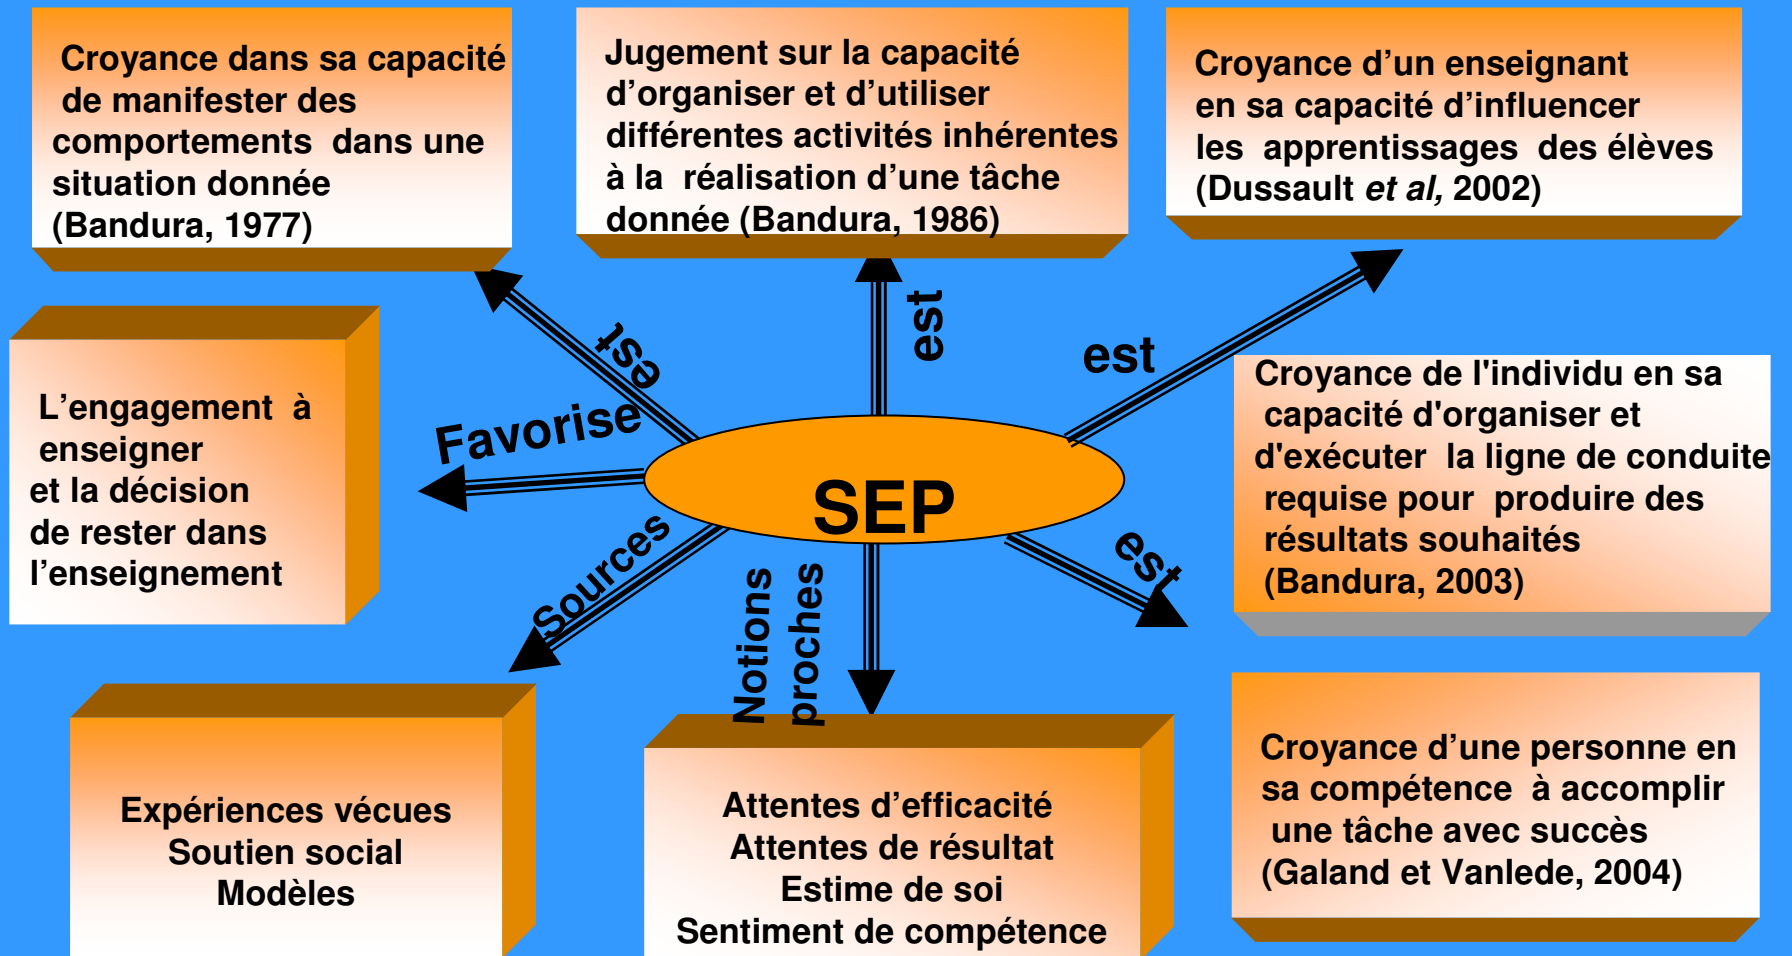 Croyance dans sa capacité
de manifester des
comportements dans une
situation donnée
(Bandura, 1977)
Jugement sur la capacité
d’organiser et d’utiliser
différentes activités inhérentes
à la réalisation d’une tâche
donnée (Bandura, 1986)
Croyance d’un enseignant
en sa capacité d’influencer
les apprentissages des élèves
(Dussault et al, 2002)
est
est
est
L’engagement à
enseigner
et la décision
de rester dans
l’enseignement
Favorise
SEP
Croyance de l'individu en sa
capacité d'organiser et
d'exécuter la ligne de conduite
requise pour produire des
résultats souhaités
(Bandura, 2003)
Sources
Notions
proches
est
Expériences vécues
Soutien social
Modèles
Attentes d’efficacité
Attentes de résultat
Estime de soi
Sentiment de compétence
Croyance d’une personne en
sa compétence à accomplir
une tâche avec succès
(Galand et Vanlede, 2004)